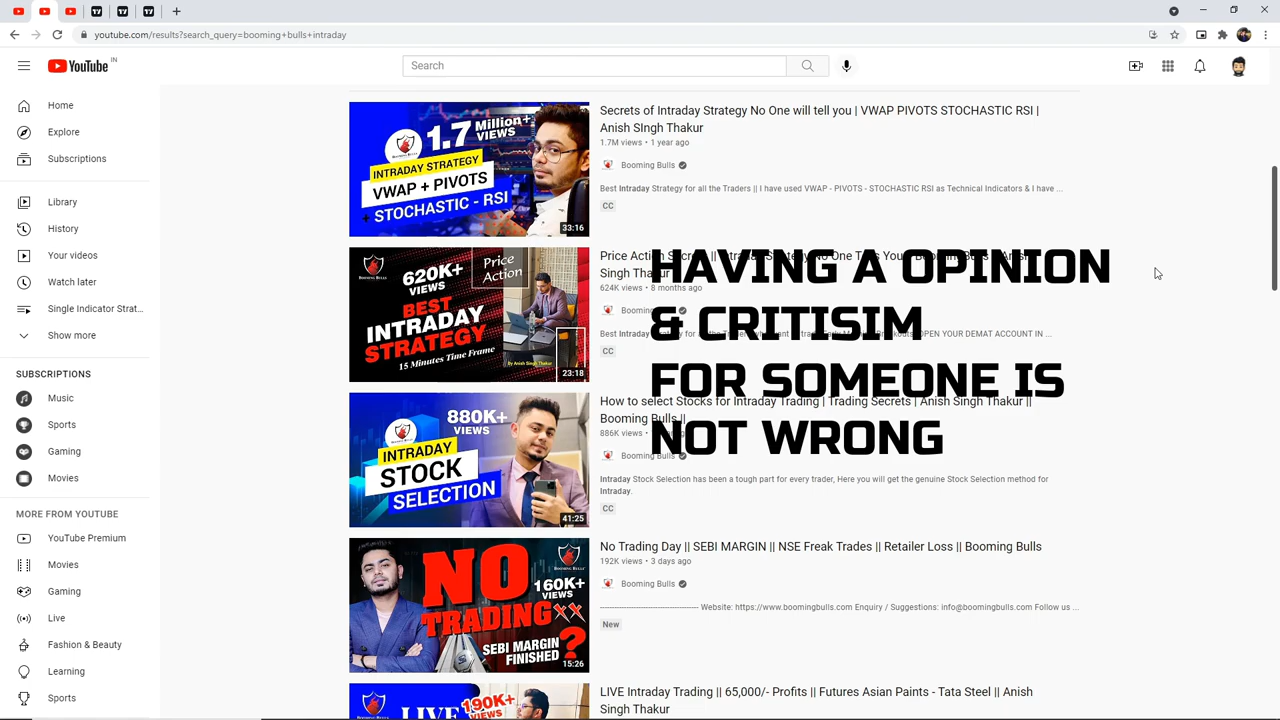 youtube.com/results?search_query=booming+bulls+intraday
YouTube IN
Search
Home
Explore
Subscriptions
Library
History
Your videos
Watch later
Single Indicator Strat...
Show more
SUBSCRIPTIONS
Music
Sports
Gaming
Movies
MORE FROM YOUTUBE
YouTube Premium
Movies
Gaming
Live
Fashion & Beauty
Learning
Sports
1.7 Million+
VIEWS
INTRADAY STRATEGY
VWAP + PIVOTS
+ STOCHASTIC - RSI
33:16
Secrets of Intraday Strategy No One will tell you | VWAP PIVOTS STOCHASTIC RSI |
Anish SIngh Thakur
1.7M views • 1 year ago
Booming Bulls
Best Intraday Strategy for all the Traders || I have used VWAP - PIVOTS - STOCHASTIC RSI as Technical Indicators & I have ...
CC
BOOMING BULLS
620K+
VIEWS
Price
Action
BEST
INTRADAY
STRATEGY
15 Minutes Time Frame
by Anish Singh Thakur
23:18
Price Action
Thakur
624K views • 8 months ago
Booming
Best Intraday Strategy
OPEN YOUR DEMAT ACCOUNT IN ...
CC
HAVING A OPINION
& CRITISIM
FOR SOMEONE IS
NOT WRONG
880K+
VIEWS
INTRADAY
STOCK
SELECTION
41:25
How to select Stocks for Intraday Trading | Trading Secrets | Anish Singh Thakur ||
Booming Bulls ||
886K views
Booming Bulls
Intraday Stock Selection has been a tough part for every trader, Here you will get the genuine Stock Selection method for
Intraday.
CC
NO
TRADING
BOOMING BULLS
160K+
VIEWS
SEBI MARGIN
FINISHED ?
15:26
No Trading Day || SEBI MARGIN || NSE Freak Trades || Retailer Loss || Booming Bulls
192K views • 3 days ago
Booming Bulls
---------------------------------------- Website: https://www.boomingbulls.com Enquiry / Suggestions: info@boomingbulls.com Follow us ...
New
190K+
LIVE
VIEWS
LIVE Intraday Trading || 65,000/- Profits || Futures Asian Paints - Tata Steel || Anish
Singh Thakur